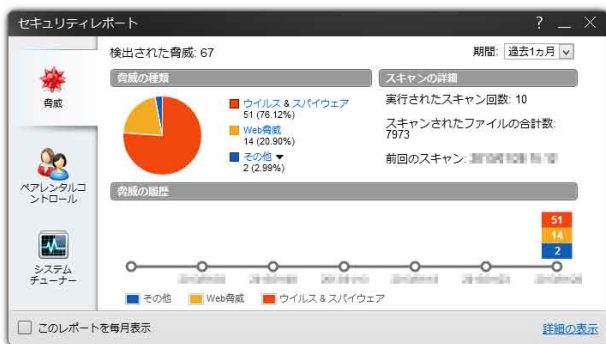 セキュリティレポート
? _ ×
脅威
ペアレンタルコ
ントロール
システム
チューナー
検出された脅威: 67
期間: 過去1ヵ月
脅威の種類
ウイルス & スパイウェア
51 (76.12%)
Web脅威
14 (20.90%)
その他
2 (2.99%)
スキャンの詳細
実行されたスキャン回数: 10
スキャンされたファイルの合計数:
7973
前回のスキャン:
脅威の履歴
51
14
2
その他 Web脅威 ウイルス & スパイウェア
このレポートを毎月表示
詳細の表示